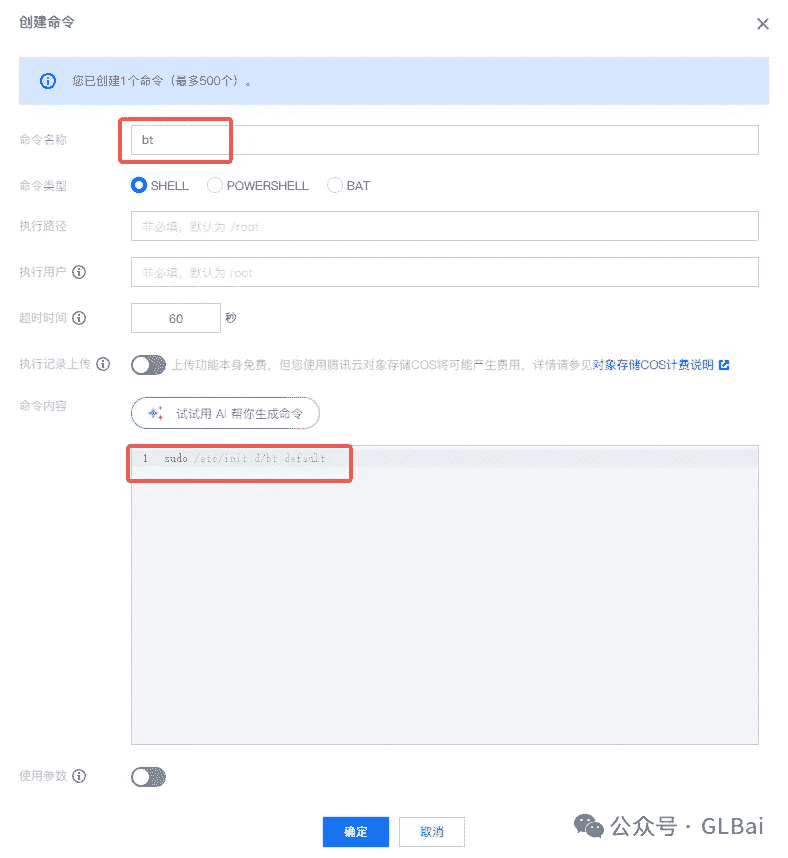 创建命令
您已创建1个命令（最多500个）。
命令名称 bt
命令类型 SHELL POWERSHELL BAT
执行路径 非必填，默认为 /root
执行用户 非必填，默认为 root
超时时间 60 秒
执行记录上传 上传功能本身免费，但您使用腾讯云对象存储COS将可能产生费用，详情请参见对象存储COS计费说明
命令内容 试试用 AI 帮你生成命令
1 sudo /etc/init.d/bt default
使用参数
确定 取消
公众号 · GLBai